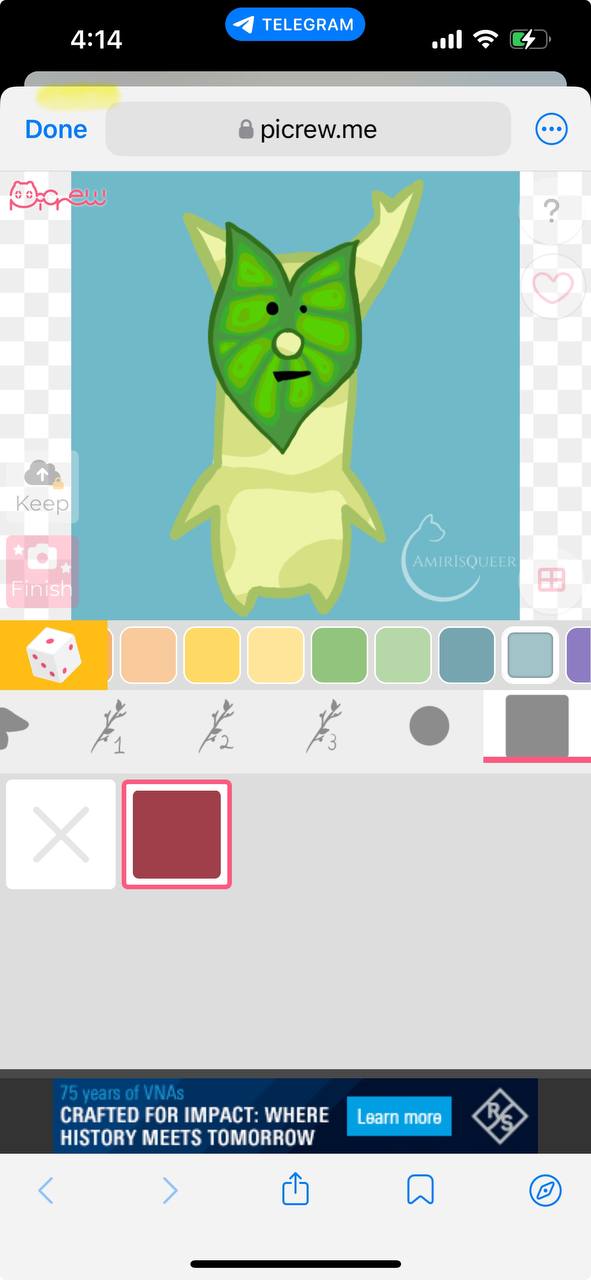 4:14
TELEGRAM
Done
picrew.me
Picrew
?
Keep
Finish
AMIRISQUEER
1
2
3
75 years of VNAs
CRAFTED FOR IMPACT: WHERE
HISTORY MEETS TOMORROW
Learn more
R S